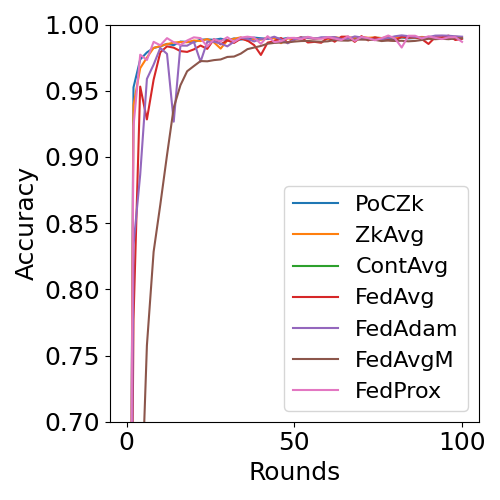 1.00
0.95
0.90
0.85
0.80
0.75
0.70
Accuracy
PoCZk
ZkAvg
ContAvg
FedAvg
FedAdam
FedAvgM
FedProx
0
50
100
Rounds